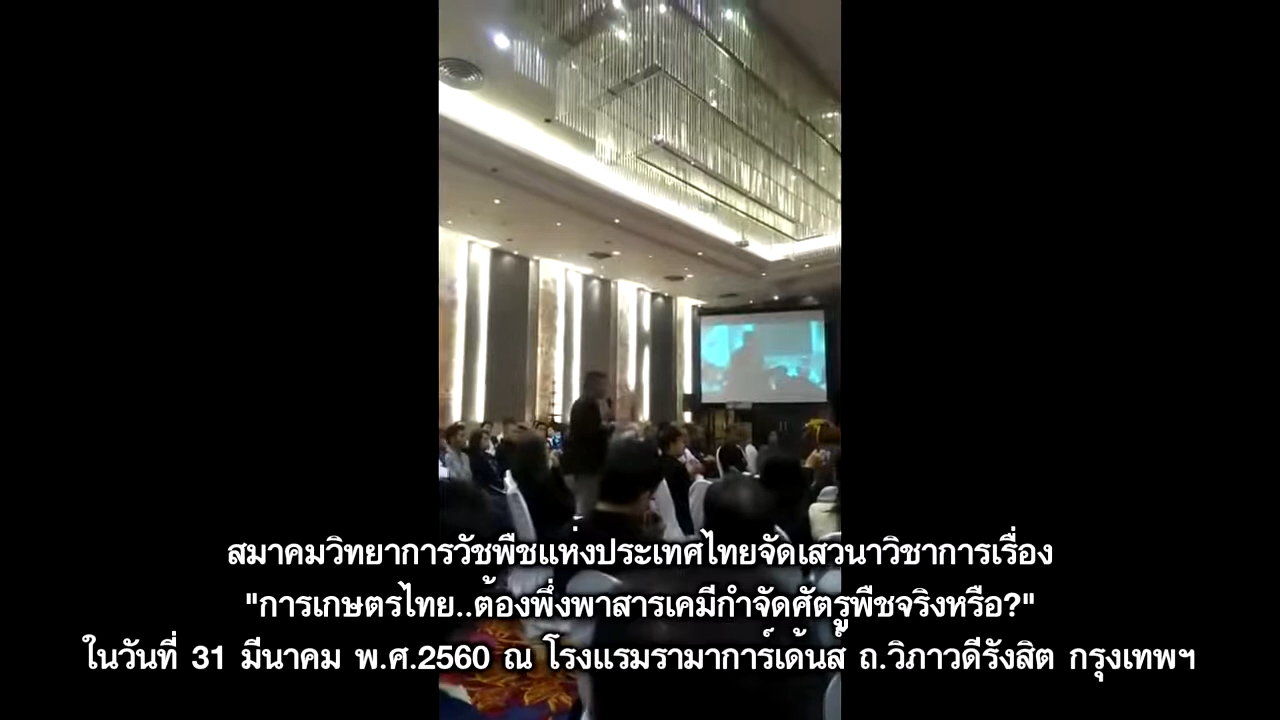 สมาคมวิทยาการวัชพืชแห่งประเทศไทยจัดเสวนาวิชาการเรื่อง
"การเกษตรไทย..ต้องพึ่งพาสารเคมีกำจัดศัตรูพืชจริงหรือ?"
ในวันที่ 31 มีนาคม พ.ศ.2560 ณ โรงแรมรามาการ์เด้นส์ ถ.วิภาวดีรังสิต กรุงเทพฯ